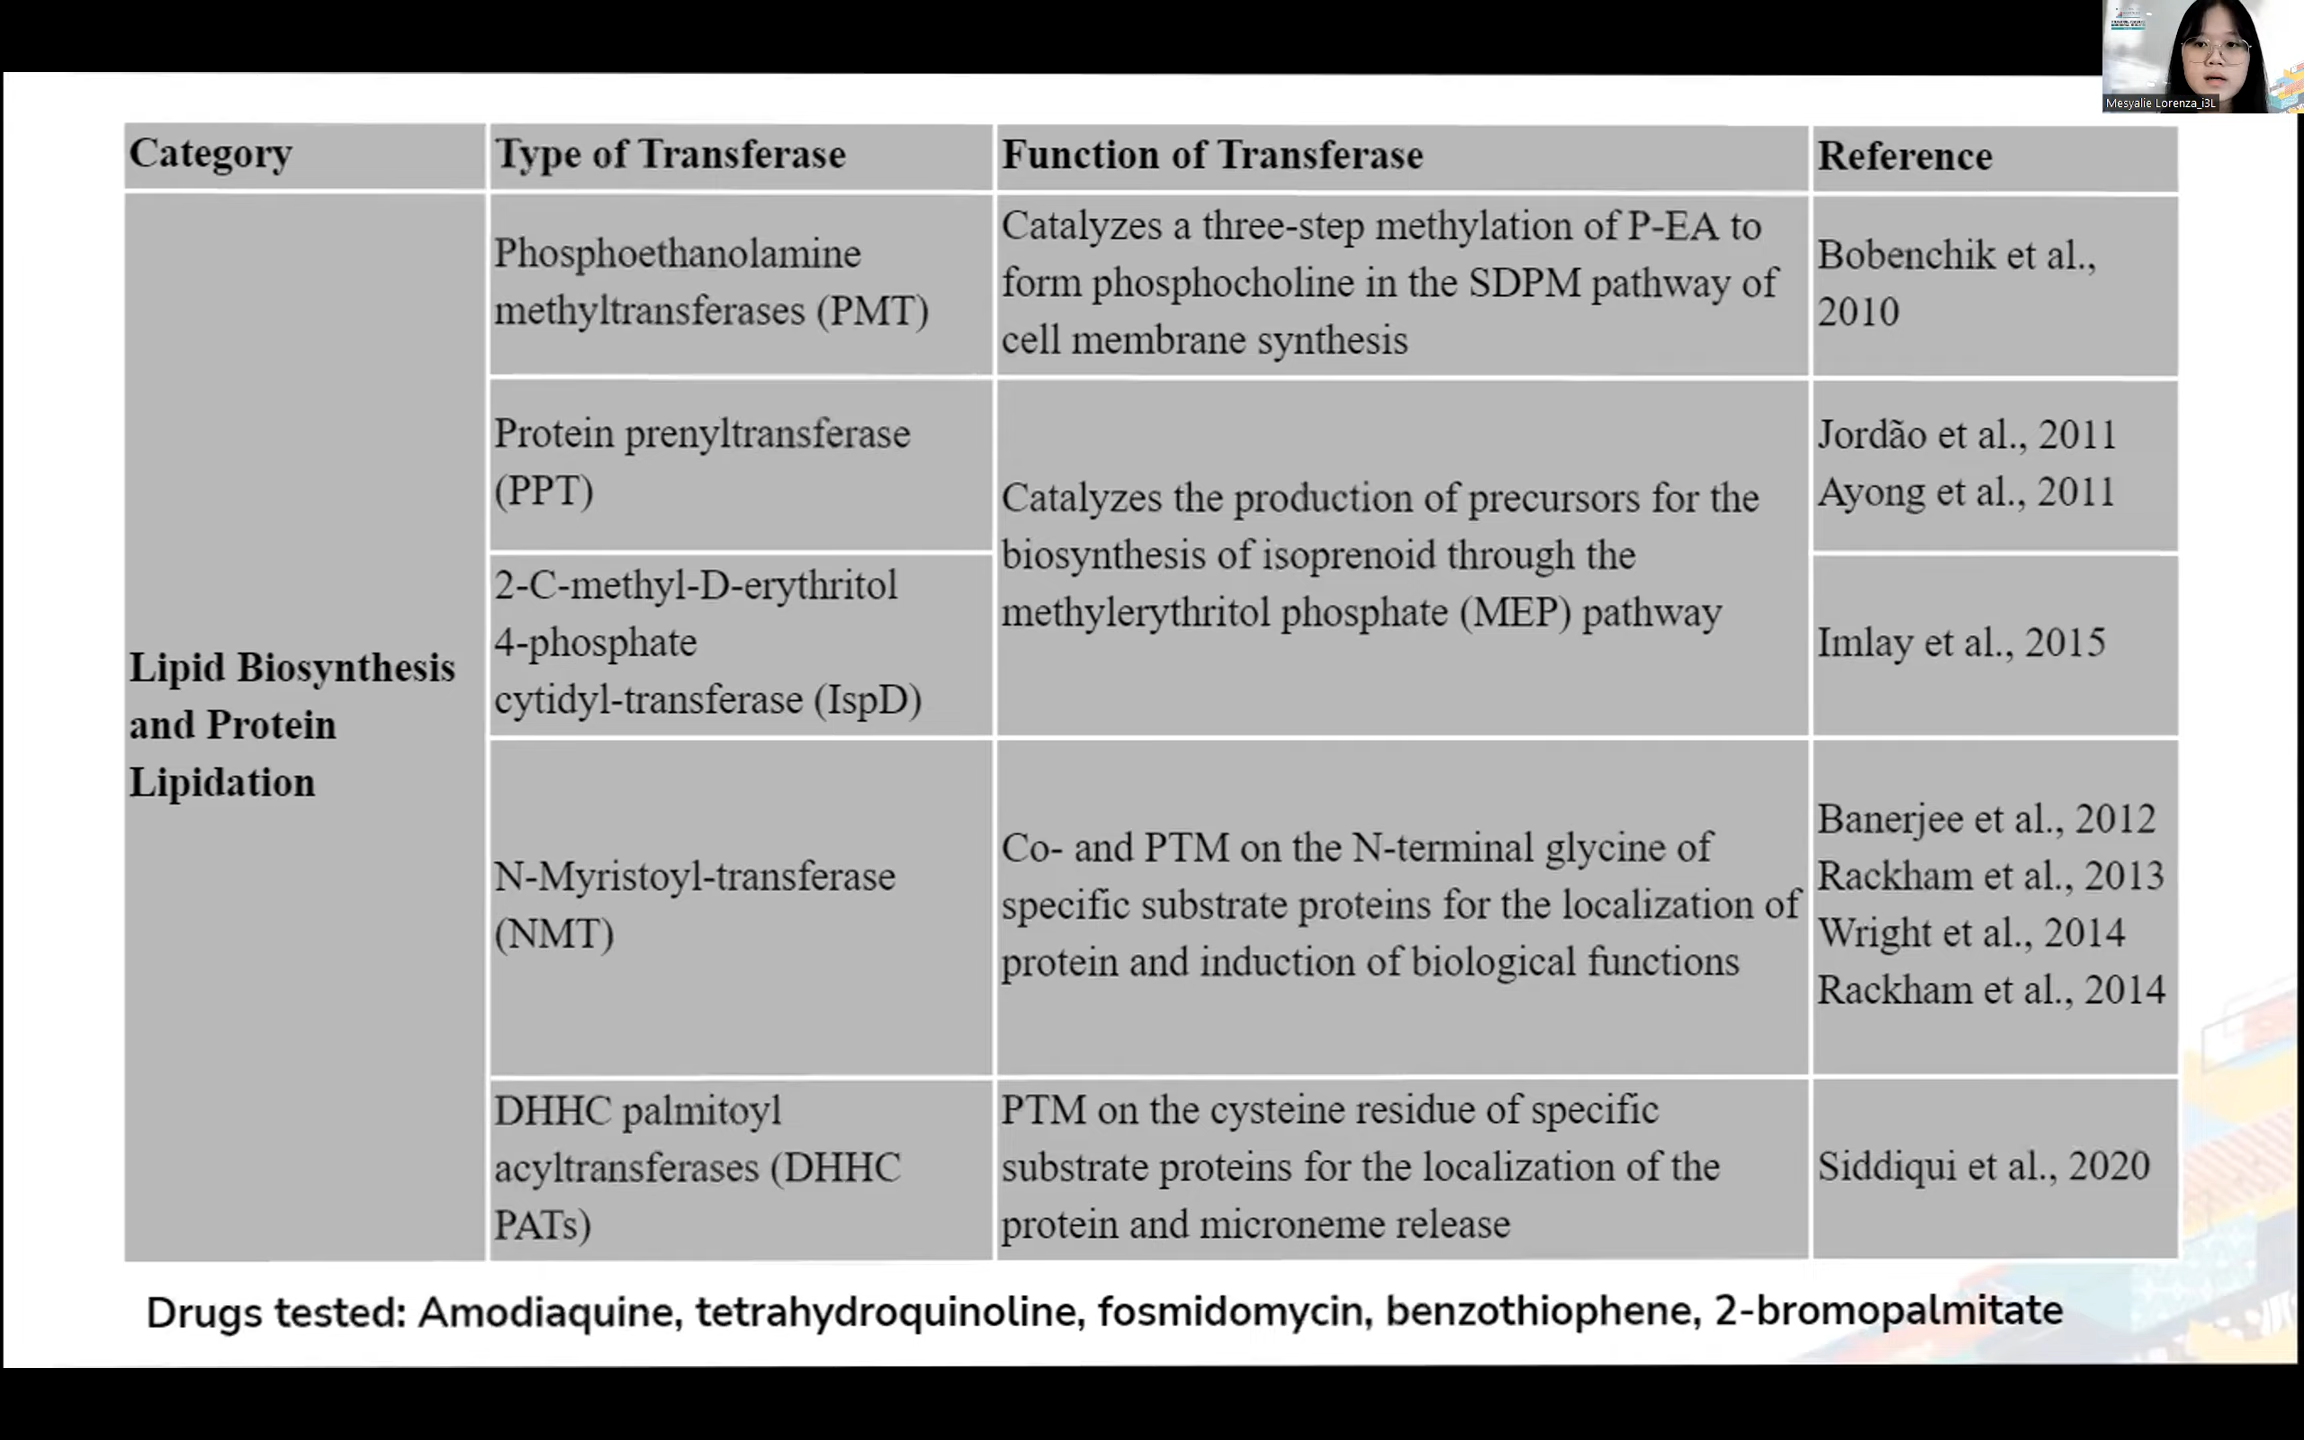 Mesyalie Lorenza_i3L
Category
Type of Transferase
Function of Transferase
Reference
Lipid Biosynthesis
and Protein
Lipidation
Phosphoethanolamine
methyltransferases (PMT)
Catalyzes a three-step methylation of P-EA to
form phosphocholine in the SDPM pathway of
cell membrane synthesis
Bobenchik et al.,
2010
Protein prenyltransferase
(PPT)
Catalyzes the production of precursors for the
biosynthesis of isoprenoid through the
methylerythritol phosphate (MEP) pathway
Jordão et al., 2011
Ayong et al., 2011
2-C-methyl-D-erythritol
4-phosphate
cytidyl-transferase (IspD)
Imlay et al., 2015
N-Myristoyl-transferase
(NMT)
Co- and PTM on the N-terminal glycine of
specific substrate proteins for the localization of
protein and induction of biological functions
Banerjee et al., 2012
Rackham et al., 2013
Wright et al., 2014
Rackham et al., 2014
DHHC palmitoyl
acyltransferases (DHHC
PATs)
PTM on the cysteine residue of specific
substrate proteins for the localization of the
protein and microneme release
Siddiqui et al., 2020
Drugs tested: Amodiaquine, tetrahydroquinoline, fosmidomycin, benzothiophene, 2-bromopalmitate